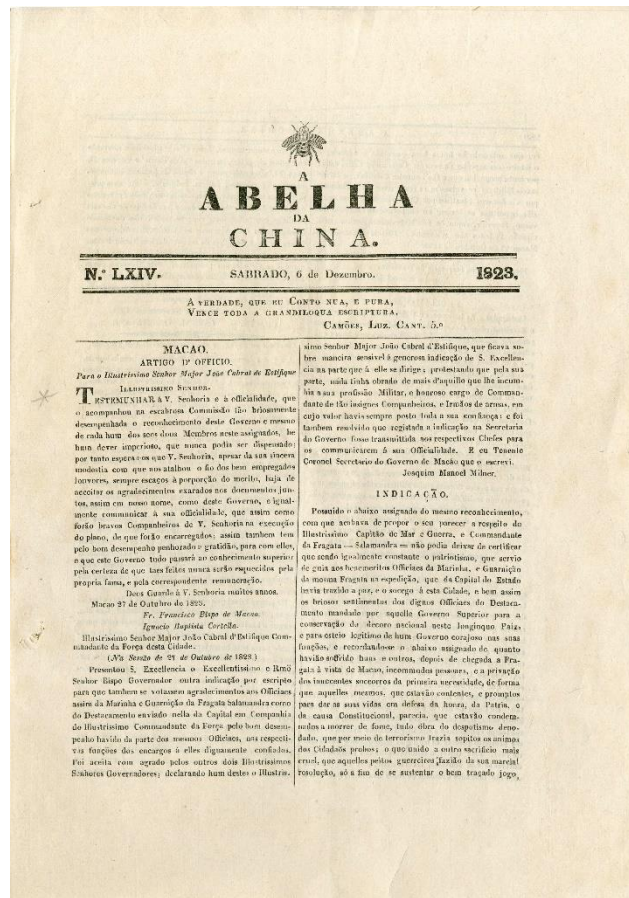 A
ABELHA
DA
CHINA.
N.º LXIV.
SABBADO, 6 de Dezembro.
1823.
A VERDADE, QUE EU CONTO NUA, E PURA,
VENCE TODA A GRANDILOQUA ESCRIPTURA.
CAMÕES, LUZ. CANT. 5.º
MACAO.
ARTIGO 1º OFFICIO.
Para o Illustrissimo Senhor Major João Cabral de Estifique
ILLUSTRISSIMO SENHOR.
TESTEMUNHAR á V. Senhoria e á officialidade, que
o acompanhou na escabrosa Commissão tão briosamente
desempenhada o reconhecimento deste Governo e mesmo
de cada hum dos seos dous Membros neste assignados, he
hum dever imperioso, que nunca podia ser dispensado;
por tanto espera-se que V. Senhoria, apezar da sua sincera
modestia com que nos atalhou o fio dos bem empregados
louvores, sempre escaços á porporção do merito, haja de
acceitar os agradecimentos exarados nos documentos jun-
tos, assim em nosso nome, como deste Governo, e igual-
mente communicar á sua officialidade, que assim como
forão bravos Companheiros de V. Senhoria na execução
do plano, de que forão encarregados; assim tambem tem
pelo bom desempenho penhorado e gratidão, para com elles,
e que este Governo tudo passará ao conhecimento superior
pela certeza de que taes feitos nunca serão esquecidos pela
propria fama, e pela correspondente remuneração.
Deos Guarde á V. Senhoria muitos annos.
Macao 27 de Outubro de 1823.
Fr. Francisco Bispo de Macao.
Ignacio Baptista Cortella.
Illustrissimo Senhor Major João Cabral d'Estifique Com-
mandante da Força desta Cidade.
(Na Sessão de 21 de Outubro de 1823.)
Presentou S. Excellencia o Excellentissimo e Rmõ
Senhor Bispo Governador outra indicação por escripto
para que tambem se votassem agradecimentos aos Officiaes
assim da Marinha e Guarnição da Fragata Salamandra como
do Destacamento enviado nella da Capital em Companhia
do Illustrissimo Commandante da Força pelo bom desem-
penho havido da parte dos mesmos Officiaes, nas respecti-
vas funções dos encargos á elles dignamente confiados.
Foi aceita com agrado pelos outros dois Illustrissimos
Senhores Governadores; declarando hum destes o Illustris-
simo Senhor Major João Cabral d'Estifique, que ficava so-
bre maneira sensivel á generosa indicação de S. Excellen-
cia na parte que á elle se dirige; protestando que pela sua
parte, nada tinha obrado de mais d'aquillo que lhe incum-
bia a sua profissão Militar, e honroso cargo de Comman-
dante de tão insignes Companheiros, e Irmãos de armas, em
cujo valor havia sempre posto toda a sua confiança: e foi
tambem resolvido que registada a indicação na Secretaria
do Governo fosse transmittida aos respectivos Chefes para
os communicarem á sua Officialidade. E eu Tenente
Coronel Secretario do Governo de Macáo que o escrevi.
Josquim Manoel Milner.
INDICAÇÃO.
Possuido o abaixo assignado do mesmo reconhecimento,
com que acabava de propor o seu parecer a respeito do
Illustrissimo Capitão de Mar e Guerra, e Commandante
da Fragata — Salamandra — não podia deixar de certificar
que sendo igualmente constante o patriotismo, que servio
de guia aos benemeritos Officiaes da Marinha, e Guarnição
da mesma Fragata na expedição, que da Capital do Estado
havia trazido a paz, e o socego á esta Cidade, e bem assim
os briosos sentimentos dos dignos Officiaes do Destaca-
mento mandado por aquelle Governo Superior para a
conservação do decoro nacional neste longinquo Paiz,
e para esteio legitimo de hum Governo corajoso nas suas
funções, e recordando-se o abaixo assignado de quanto
havião soffrido huns e outros, depois de chegada a Fra-
gata á vista de Macao, incommodos pessoaes, e a privação
dos innocentes soccorros da primeira necessidade, de forma
que aquelles mesmos, que estavão contentes, e promptos
para dar as suas vidas em defesa da honra, da Patria, e
da causa Constitucional, parecia, que estavão condem-
nados a morrer de fome, tudo obra do despotismo deno-
dado, que por meio do terrorismo trazia sopitos os animos
dos Cidadãos probos; o que unido a outro sacrificio mais
cruel, que aquelles peitos guerreiros fazião da sua marcial
resolução, só a fim de se sustentar o bem traçado jogo,